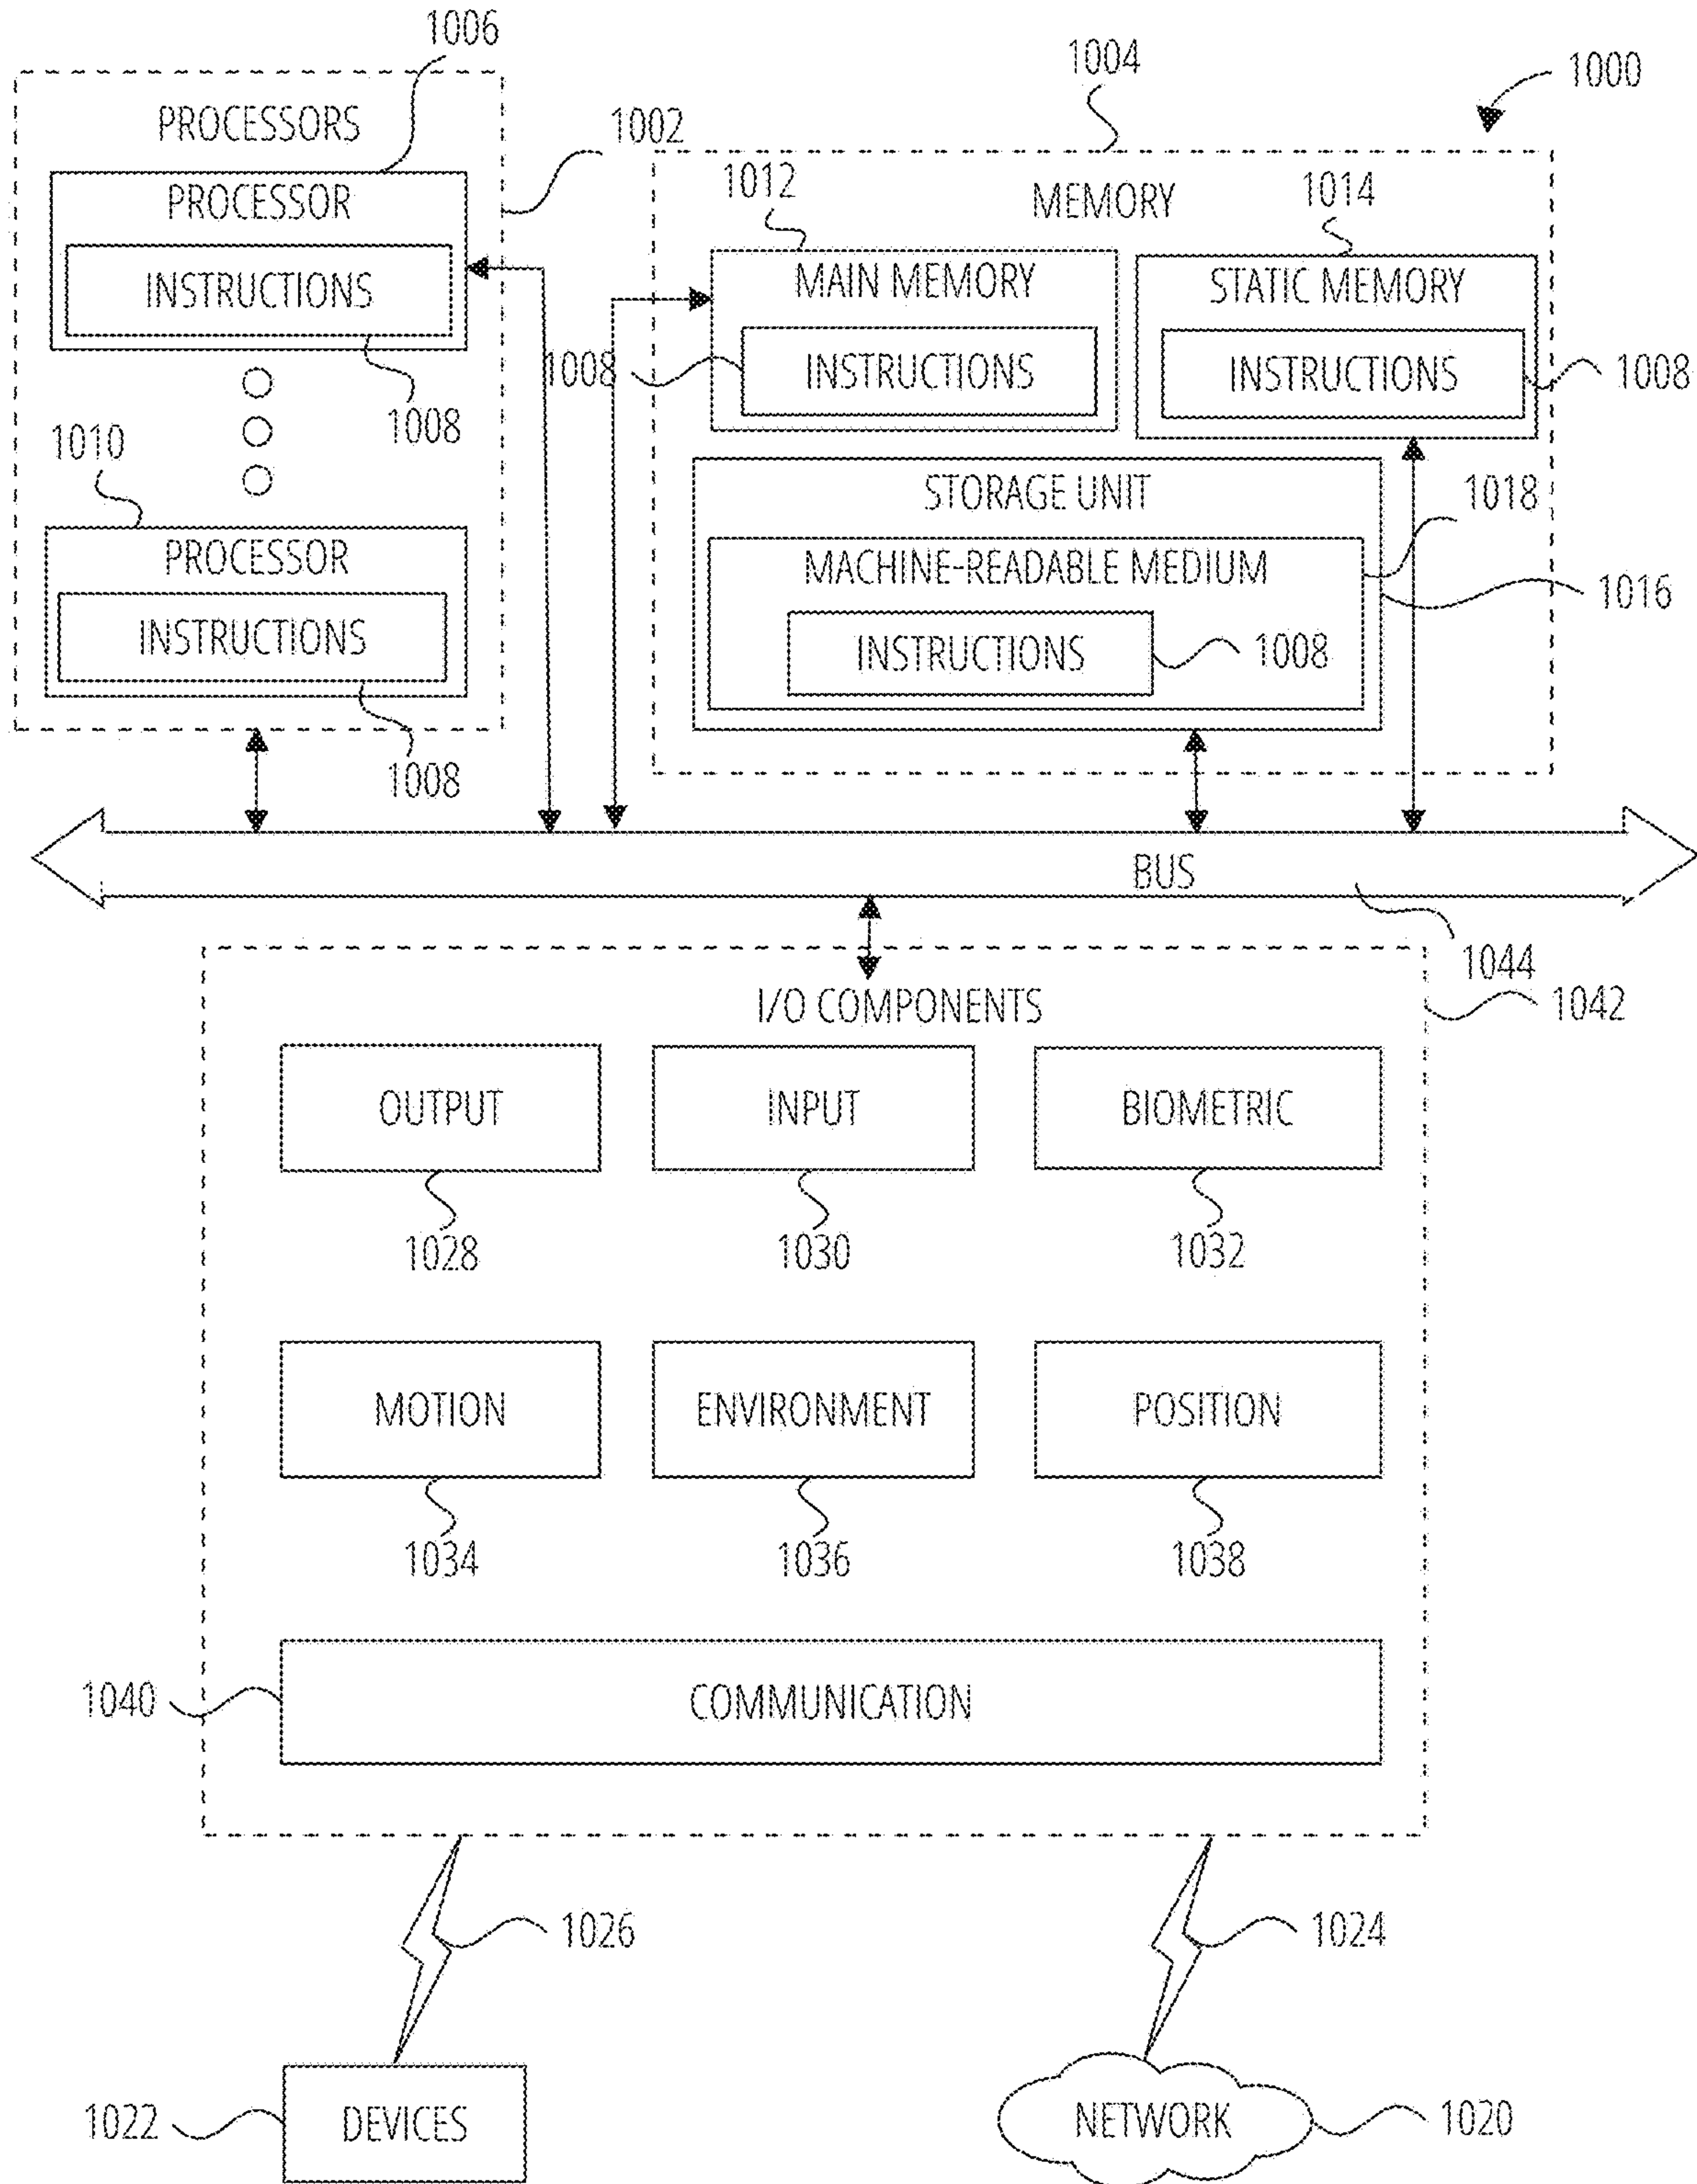 1006
1004
1000
PROCESSORS
1002
MEMORY
1012
1014
PROCESSOR
INSTRUCTIONS
1008
MAIN MEMORY
1008
INSTRUCTIONS
STATIC MEMORY
INSTRUCTIONS
1008
1010
PROCESSOR
INSTRUCTIONS
1008
STORAGE UNIT
1018
MACHINE-READABLE MEDIUM
1016
INSTRUCTIONS
1008
BUS
1044
I/O COMPONENTS
1042
OUTPUT
INPUT
BIOMETRIC
1028
1030
1032
MOTION
ENVIRONMENT
POSITION
1034
1036
1038
1040
COMMUNICATION
1026
1024
1022
DEVICES
NETWORK
1020